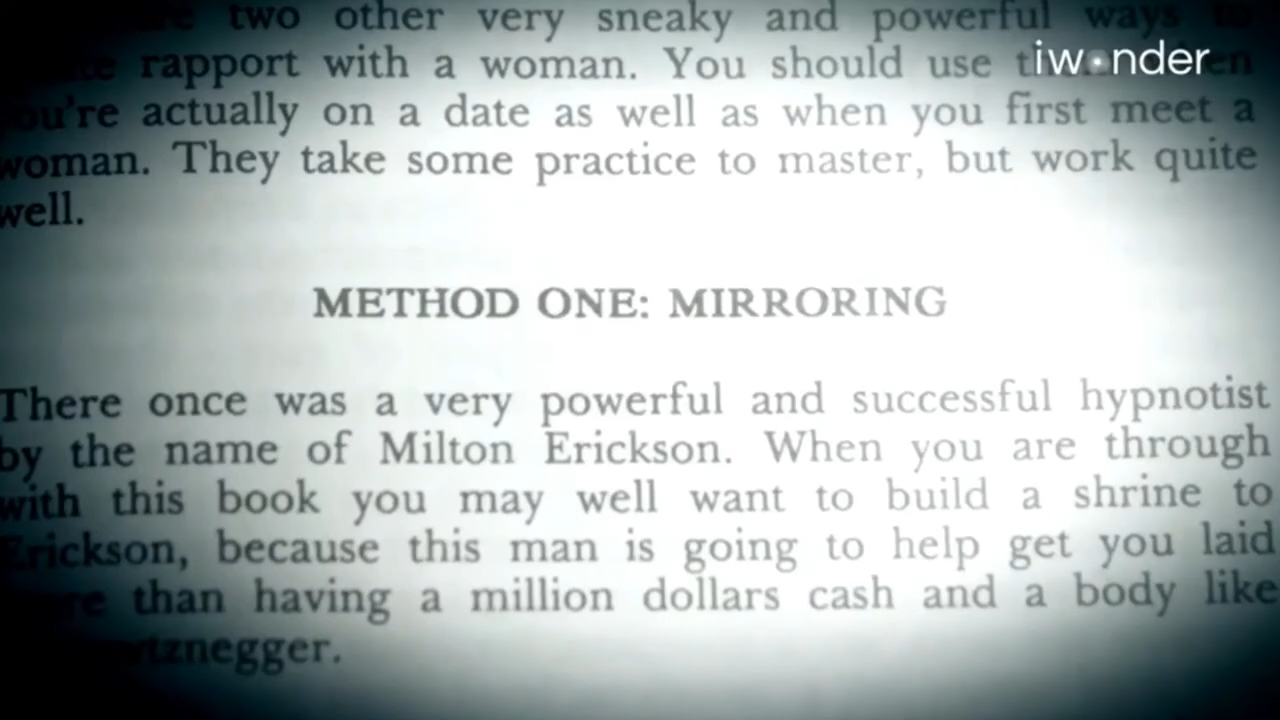 two other very sneaky and powerful ways to
rapport with a woman. You should use
you're actually on a date as well as when you first meet a
woman. They take some practice to master, but work quite
well.
METHOD ONE: MIRRORING
There once was a very powerful and successful hypnotist
by the name of Milton Erickson. When you are through
with this book you may well want to build a shrine to
Erickson, because this man is going to help get you laid
than having a million dollars cash and a body like
iwonder